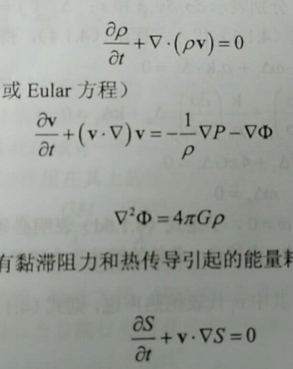 ∂ρ/∂t + ∇·(ρv) = 0
或 Eular 方程）
∂v/∂t + (v·∇)v = −(1/ρ)∇P − ∇Φ
∇²Φ = 4πGρ
有黏滞阻力和热传导引起的能量
∂S/∂t + v·∇S = 0